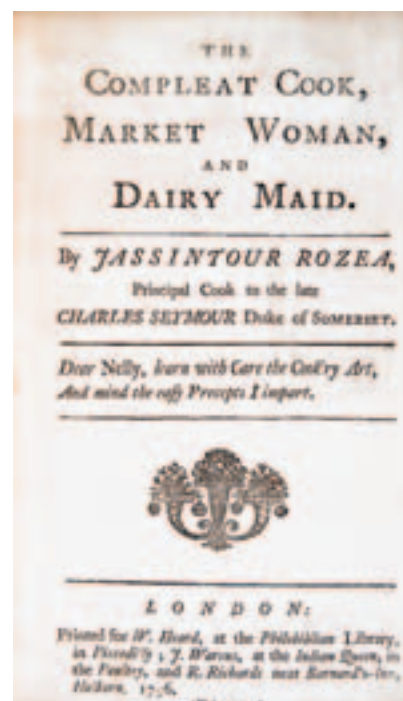 THE
COMPLEAT COOK,
MARKET WOMAN,
AND
DAIRY MAID.
By JASSINTOUR ROZEA,
Principal Cook to the late
CHARLES SEYMOUR Duke of SOMERSET.
Dear Nelly, learn with Care the Cook'ry Art,
And mind the easy Precepts I impart.
LONDON:
Printed for W. Heard, at the Philobiblian Library,
in Piccadilly; J. Warcus, at the Indian Queen, in
the Poultry, and R. Richards near Barnard's-Inn,
Holborn.